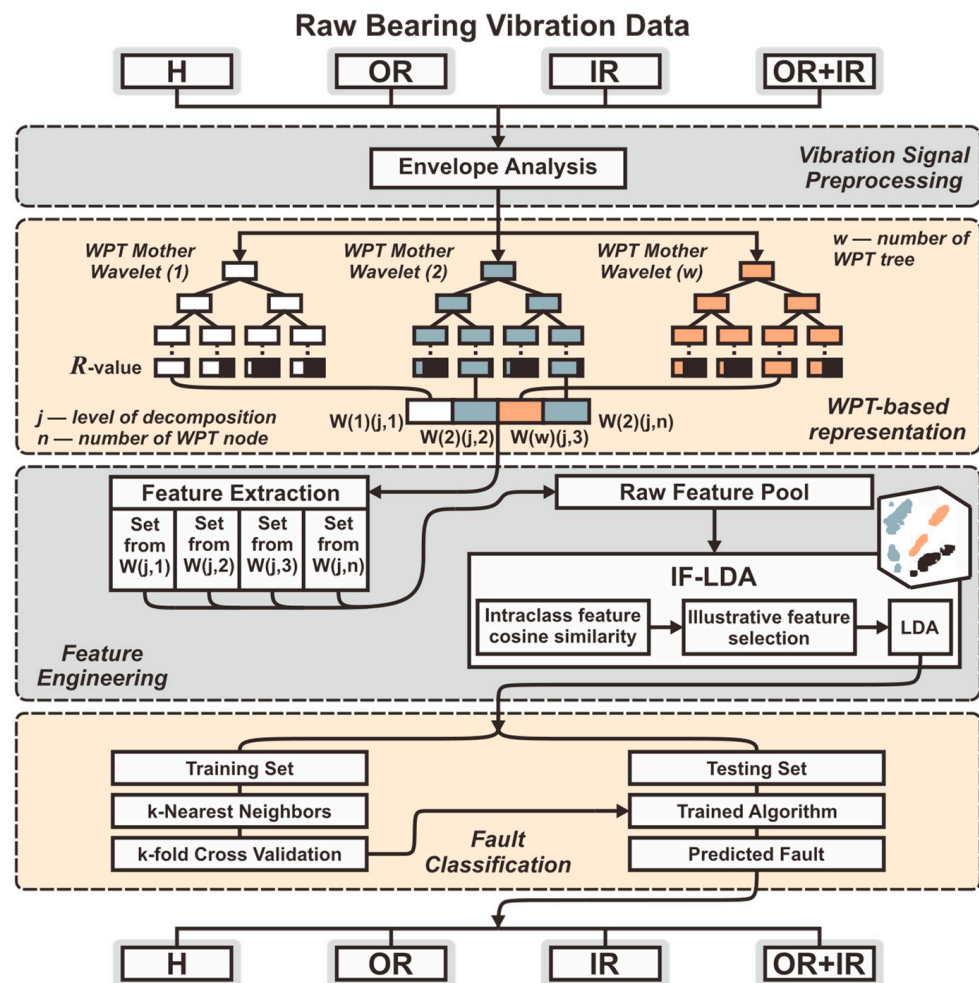 Raw Bearing Vibration Data
H
OR
IR
OR+IR
Envelope Analysis
Vibration Signal
Preprocessing
WPT Mother
Wavelet (1)
WPT Mother
Wavelet (2)
WPT Mother
Wavelet (w)
w — number of
WPT tree
R-value
j — level of decomposition
n — number of WPT node
W(1)(j,1)
W(2)(j,2)
W(w)(j,3)
W(2)(j,n)
WPT-based
representation
Feature Extraction
Set
from
W(j,1)
Set
from
W(j,2)
Set
from
W(j,3)
Set
from
W(j,n)
Raw Feature Pool
IF-LDA
Intraclass feature
cosine similarity
Illustrative feature
selection
LDA
Feature
Engineering
Training Set
k-Nearest Neighbors
k-fold Cross Validation
Testing Set
Trained Algorithm
Predicted Fault
Fault
Classification
H
OR
IR
OR+IR